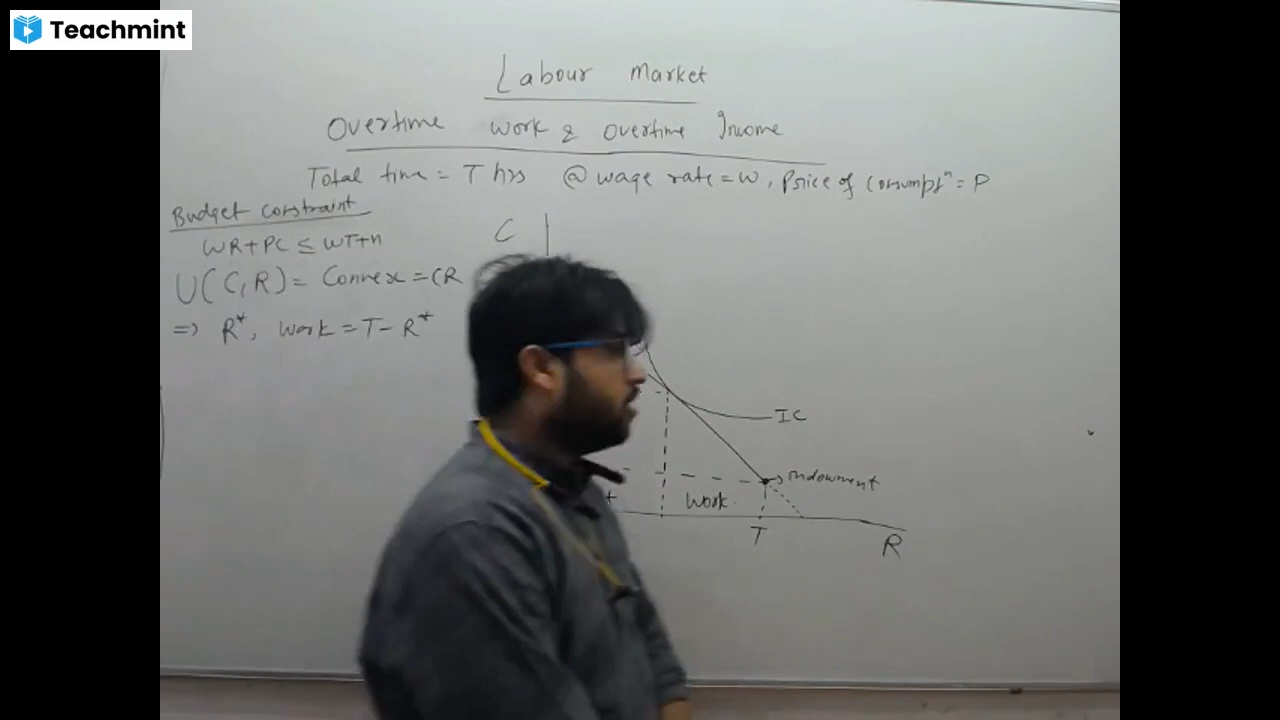 Teachmint
Labour Market
Overtime work & overtime Income
Total time = T hrs @ wage rate = W, Price of Consumptⁿ = P
Budget constraint
WR + PC ≤ WT + n
U(C, R) = Convex = CR
=> R*, work = T - R*
C
IC
endowment
work
T
R